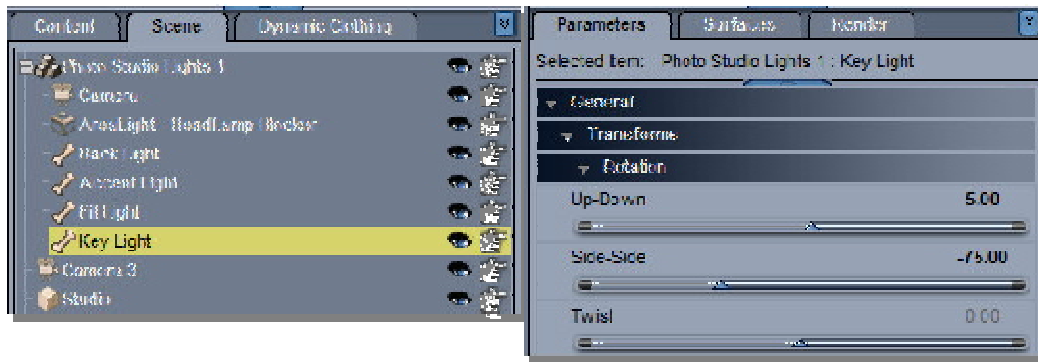 Content Scene Dynamic Clothing
Photo Studio Lights 1
Camera
AreaLight - HeadLamp Blocker
Back Light
Accent Light
Fill Light
Key Light
Camera 3
Studio
Parameters Surfaces Render
Selected Item: Photo Studio Lights 1 : Key Light
General
Transforms
Rotation
Up-Down 5.00
Side-Side -75.00
Twist 0.00